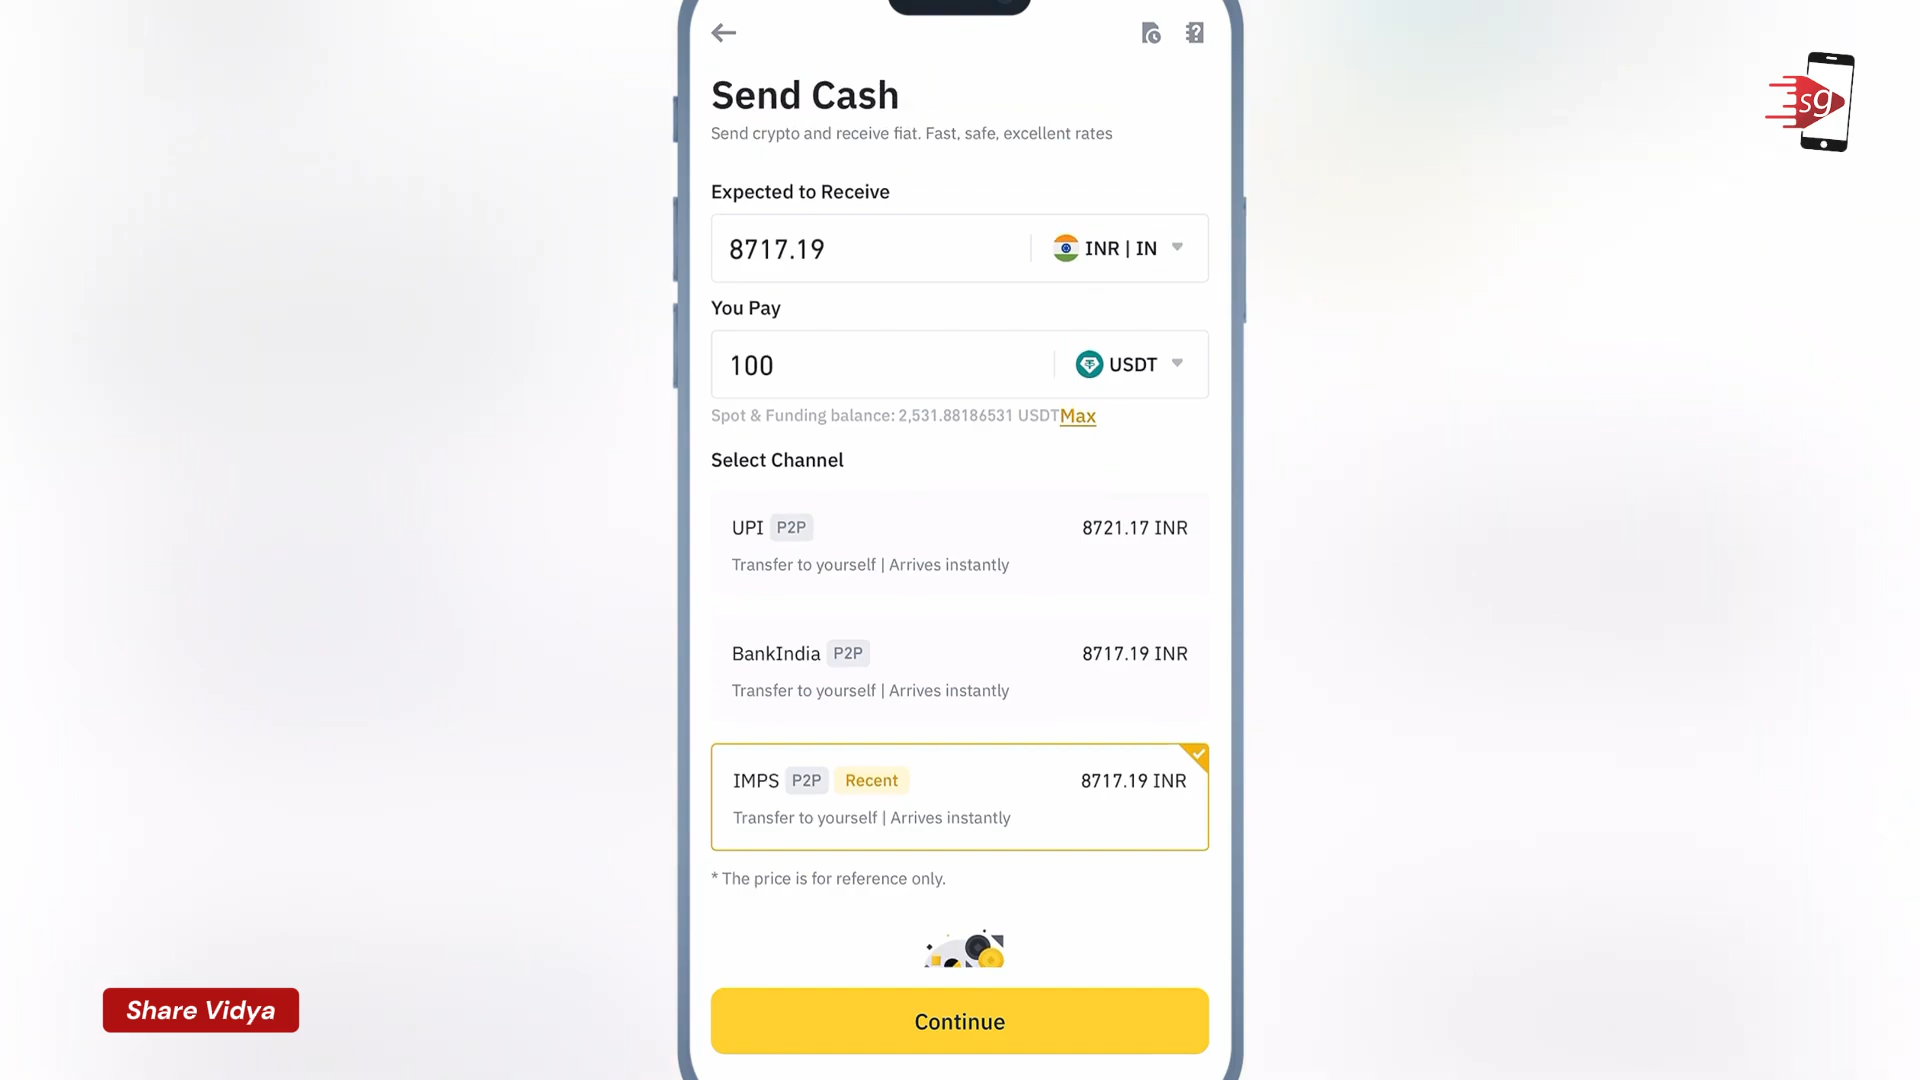 Send Cash
Send crypto and receive fiat. Fast, safe, excellent rates
Expected to Receive
8717.19
INR | IN
You Pay
100
USDT
Spot & Funding balance: 2,531.88186531 USDT Max
Select Channel
UPI P2P 8721.17 INR
Transfer to yourself | Arrives instantly
BankIndia P2P 8717.19 INR
Transfer to yourself | Arrives instantly
IMPS P2P Recent 8717.19 INR
Transfer to yourself | Arrives instantly
* The price is for reference only.
Continue
sg
Share Vidya